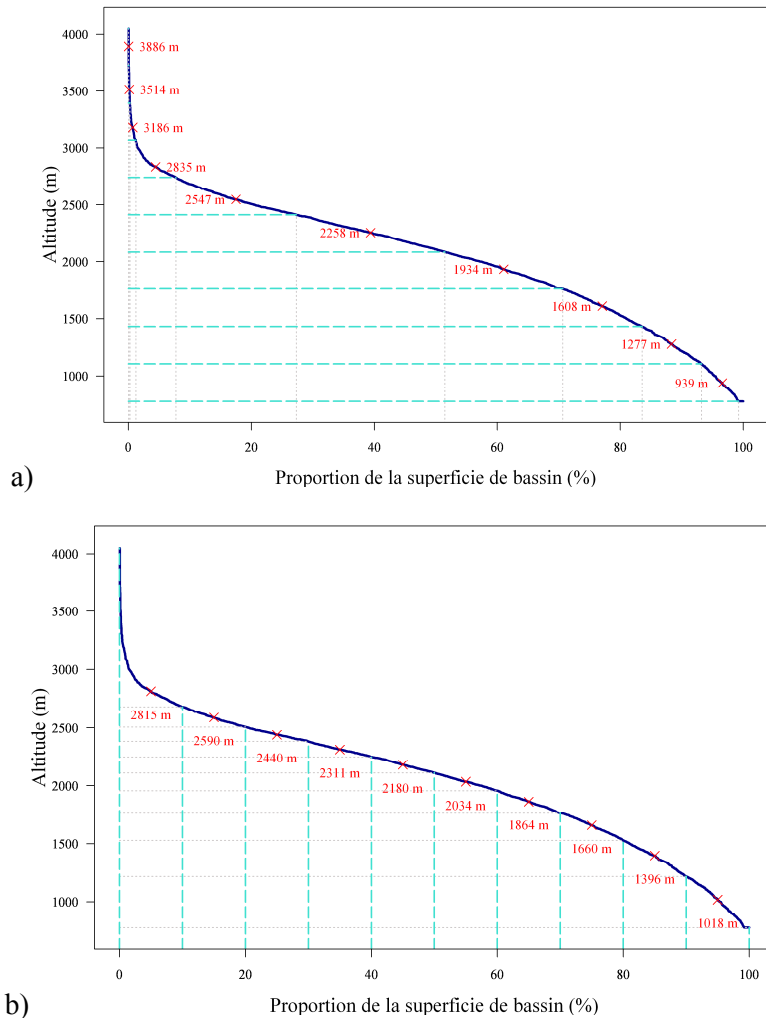 4000
3886 m
3500
3514 m
3186 m
3000
2835 m
2547 m
2500
2258 m
2000
1934 m
1608 m
1500
1277 m
1000
939 m
Altitude (m)
0 20 40 60 80 100
Proportion de la superficie de bassin (%)
a)
4000
3500
3000
2815 m
2590 m
2500
2440 m
2311 m
2180 m
2034 m
2000
1864 m
1660 m
1500
1396 m
1000
1018 m
Altitude (m)
0 20 40 60 80 100
Proportion de la superficie de bassin (%)
b)